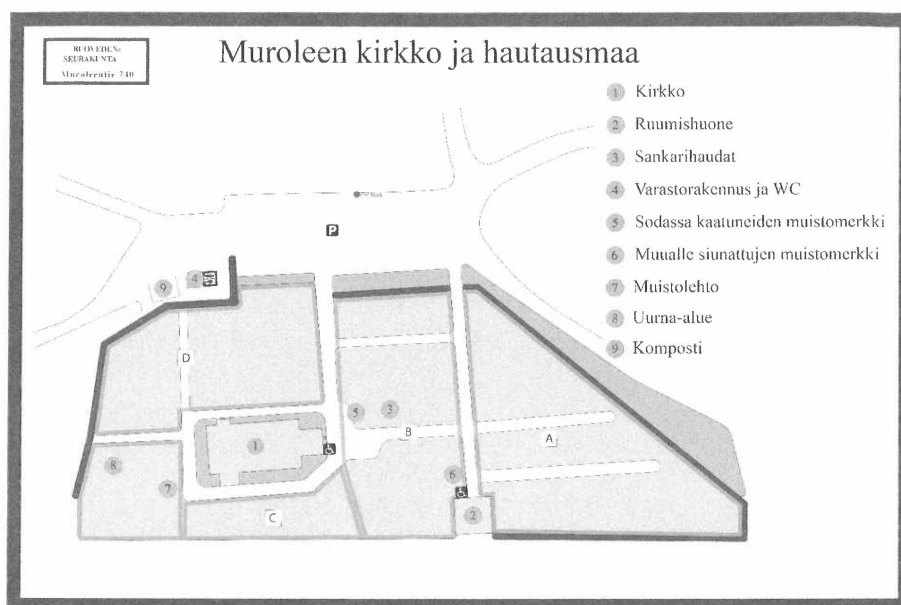 RUOVEDEN
SEURAKUNTA
Muroleentie 740
Muroleen kirkko ja hautausmaa
1 Kirkko
2 Ruumishuone
3 Sankarihaudat
4 Varastorakennus ja WC
5 Sodassa kaatuneiden muistomerkki
6 Muualle siunattujen muistomerkki
7 Muistolehto
8 Uurna-alue
9 Komposti
P
4
9
D
5
3
B
A
1
8
6
7
C
2